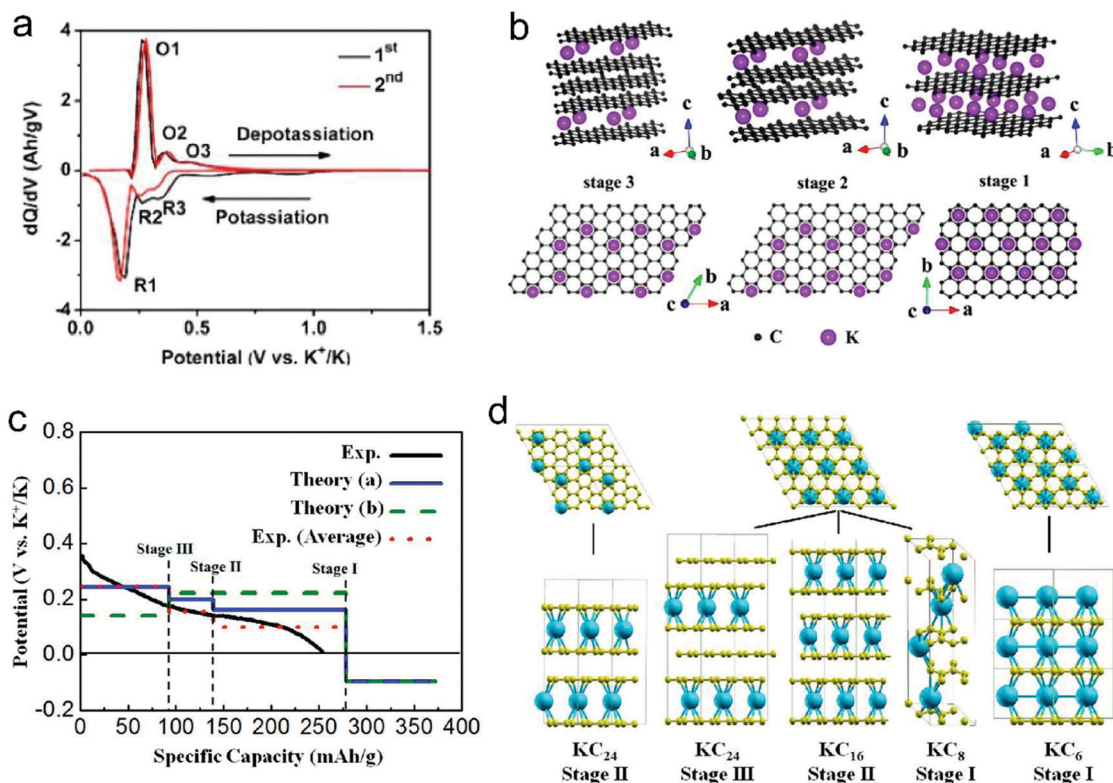 a
4
2
0
-2
-4
dQ/dV (Ah/gV)
O1
O2
O3
1st
2nd
Depotassiation
Potassiation
R1
R2
R3
0.0
0.5
1.0
1.5
Potential (V vs. K+/K)
b
c
a
b
c
a
b
c
a
b
stage 3
stage 2
stage 1
b
c
a
b
c
a
b
c
a
C
K
c
0.8
0.6
0.4
0.2
0.0
-0.2
Potential (V vs. K+/K)
Exp.
Theory (a)
Theory (b)
Exp. (Average)
Stage III
Stage II
Stage I
0
50
100
150
200
250
300
350
400
Specific Capacity (mAh/g)
d
KC24
Stage II
KC24
Stage III
KC16
Stage II
KC8
Stage I
KC6
Stage I